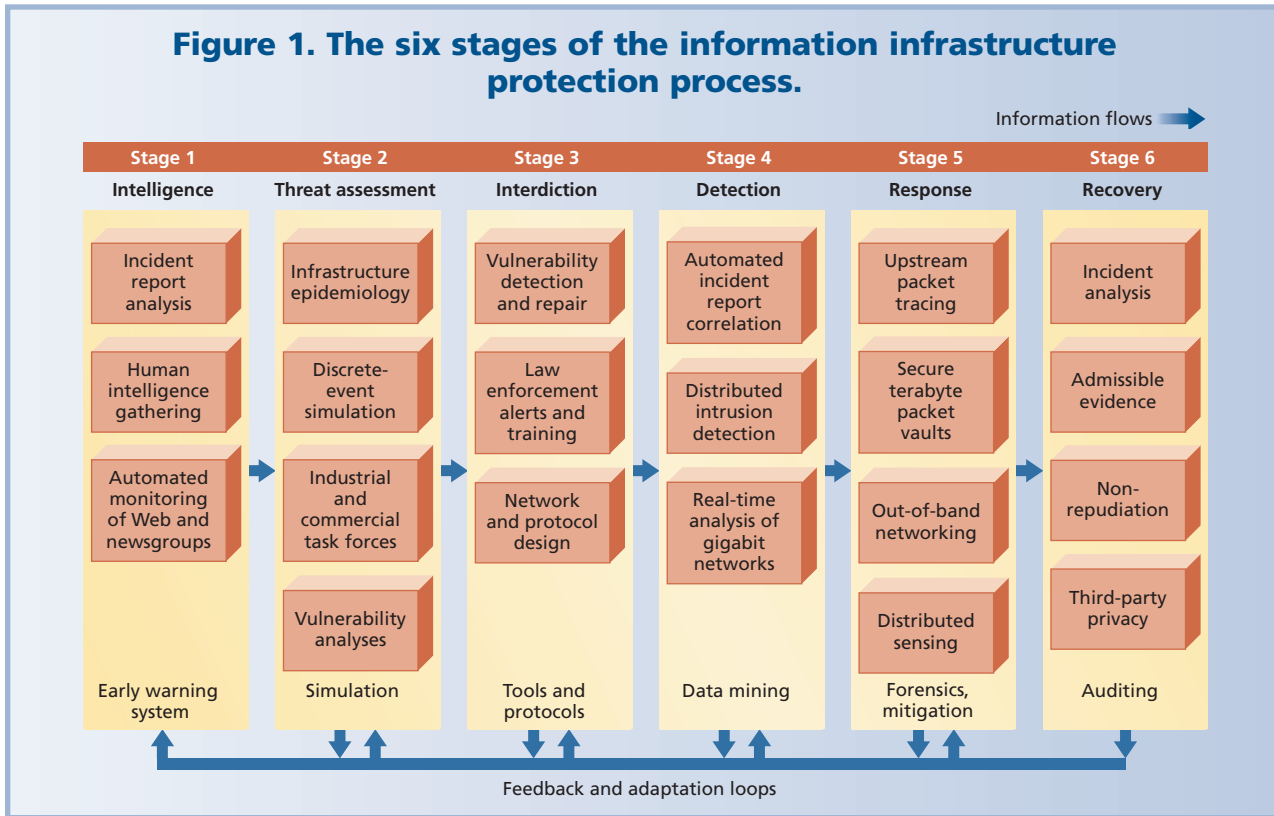 Figure 1. The six stages of the information infrastructure
protection process.
Information flows
Stage 1
Stage 2
Stage 3
Stage 4
Stage 5
Stage 6
Intelligence
Threat assessment
Interdiction
Detection
Response
Recovery
Incident
report
analysis
Human
intelligence
gathering
Automated
monitoring
of Web and
newsgroups
Early warning
system
Infrastructure
epidemiology
Discrete-
event
simulation
Industrial
and
commercial
task forces
Vulnerability
analyses
Simulation
Vulnerability
detection
and repair
Law
enforcement
alerts and
training
Network
and protocol
design
Tools and
protocols
Automated
incident
report
correlation
Distributed
intrusion
detection
Real-time
analysis of
gigabit
networks
Data mining
Upstream
packet
tracing
Secure
terabyte
packet
vaults
Out-of-band
networking
Distributed
sensing
Forensics,
mitigation
Incident
analysis
Admissible
evidence
Non-
repudiation
Third-party
privacy
Auditing
Feedback and adaptation loops